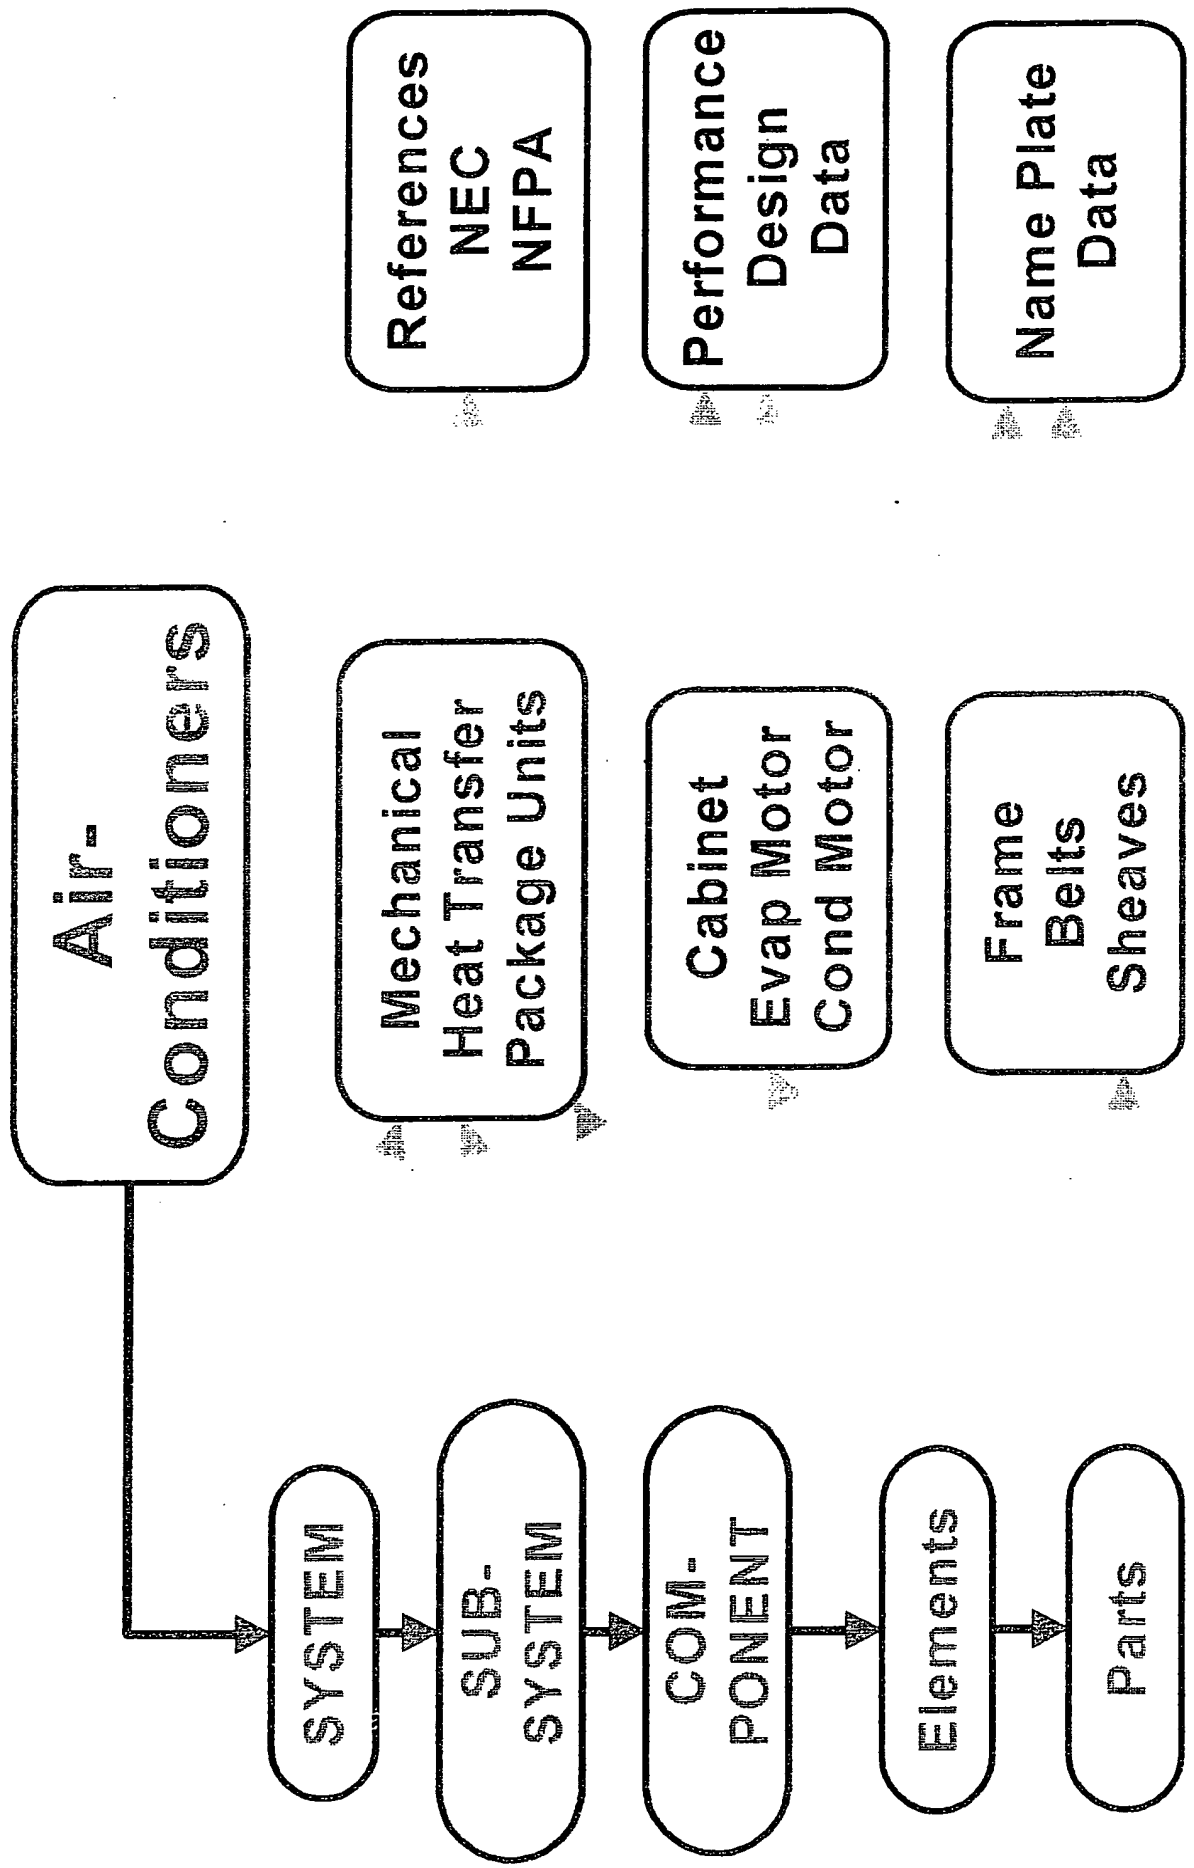 Air-
Conditioners
SYSTEM
SUB-
SYSTEM
COM-
PONENT
Elements
Parts
Mechanical
Heat Transfer
Package Units
Cabinet
Evap Motor
Cond Motor
Frame
Belts
Sheaves
References
NEC
NFPA
Performance
Design
Data
Name Plate
Data